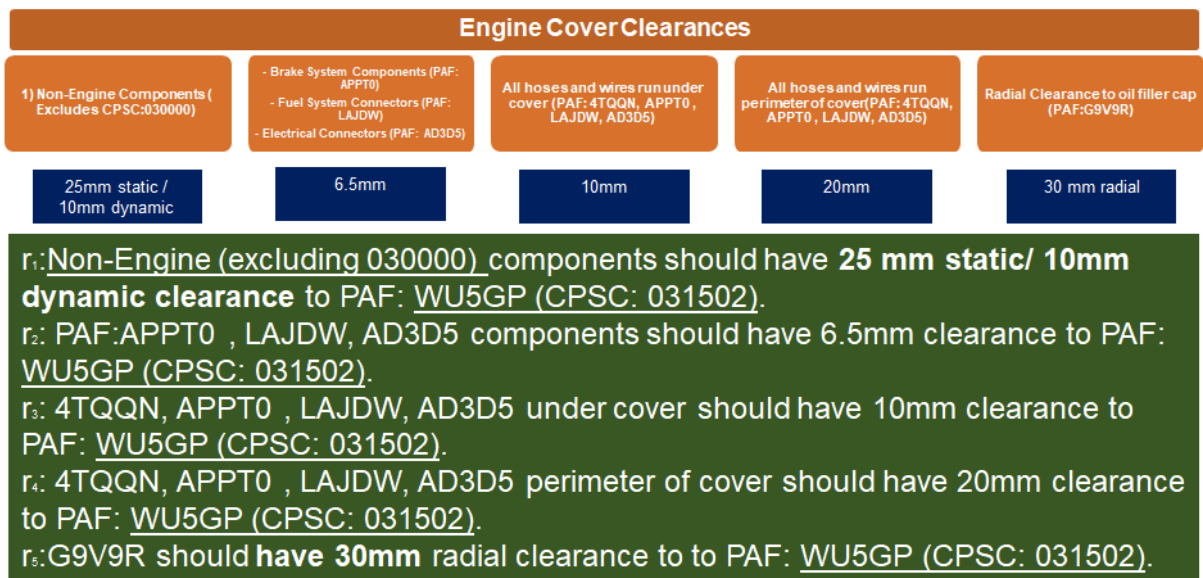 Engine Cover Clearances
1) Non-Engine Components (
Excludes CPSC:030000)
- Brake System Components (PAF:
APPT0)
- Fuel System Connectors (PAF:
LAJDW)
- Electrical Connectors (PAF: AD3D5)
All hoses and wires run under
cover (PAF: 4TQQN, APPT0 ,
LAJDW, AD3D5)
All hoses and wires run
perimeter of cover(PAF: 4TQQN,
APPT0 , LAJDW, AD3D5)
Radial Clearance to oil filler cap
(PAF:G9V9R)
25mm static /
10mm dynamic
6.5mm
10mm
20mm
30 mm radial
r₁:Non-Engine (excluding 030000) components should have 25 mm static/ 10mm
dynamic clearance to PAF: WU5GP (CPSC: 031502).
r₂: PAF:APPT0 , LAJDW, AD3D5 components should have 6.5mm clearance to PAF:
WU5GP (CPSC: 031502).
r₃: 4TQQN, APPT0 , LAJDW, AD3D5 under cover should have 10mm clearance to
PAF: WU5GP (CPSC: 031502).
r₄: 4TQQN, APPT0 , LAJDW, AD3D5 perimeter of cover should have 20mm clearance
to PAF: WU5GP (CPSC: 031502).
r₅:G9V9R should have 30mm radial clearance to to PAF: WU5GP (CPSC: 031502).